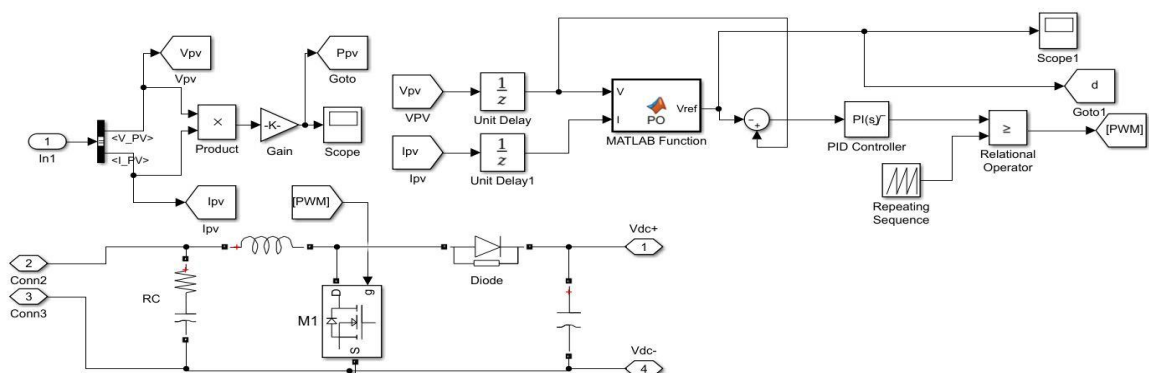 Vpv
Vpv
Ppv
Goto
1
In1
<V_PV>
<I_PV>
×
Product
-K-
Gain
Scope
Ipv
Ipv
Vpv
VPV
1
z
Unit Delay
Ipv
Ipv
1
z
Unit Delay1
V
I
PO
Vref
MATLAB Function
PI(s)
PID Controller
≥
Relational
Operator
Repeating
Sequence
Scope1
d
Goto1
[PWM]
[PWM]
2
Conn2
3
Conn3
RC
M1
D
g
S
Diode
Vdc+
1
Vdc-
4